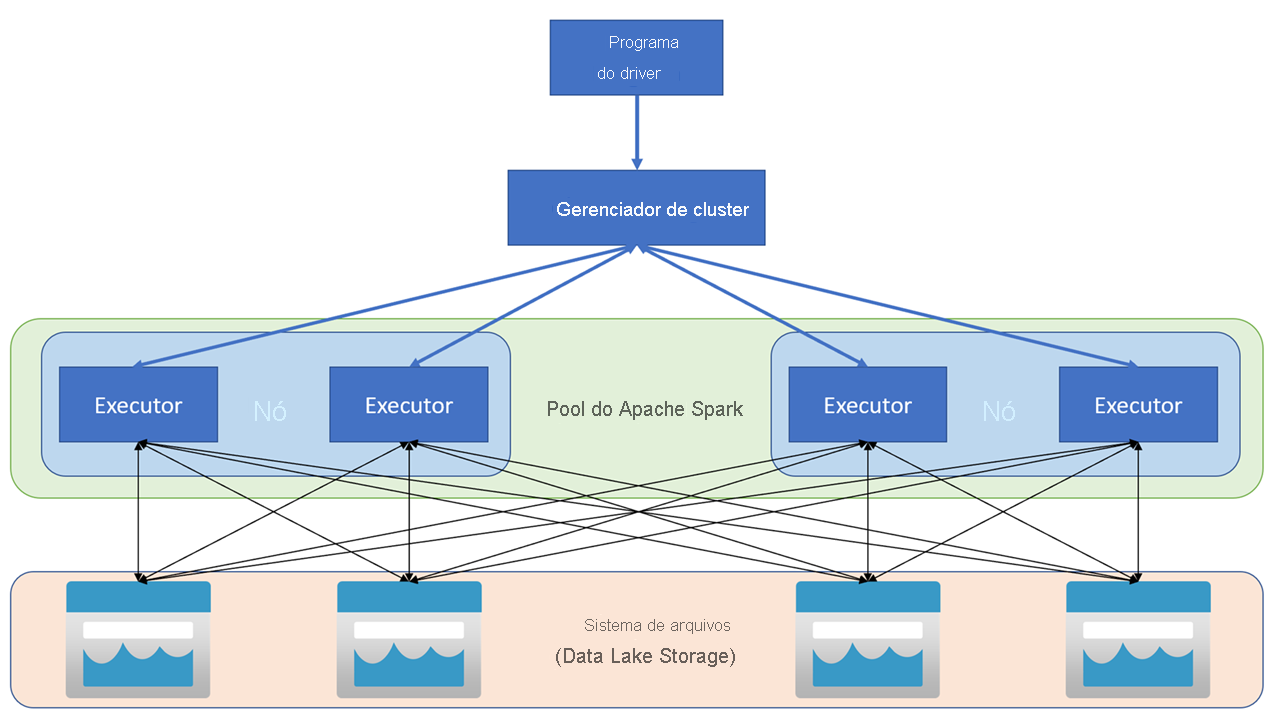 Programa
do driver
Gerenciador de cluster
Executor
Nó
Executor
Pool do Apache Spark
Executor
Nó
Executor
Sistema de arquivos
(Data Lake Storage)